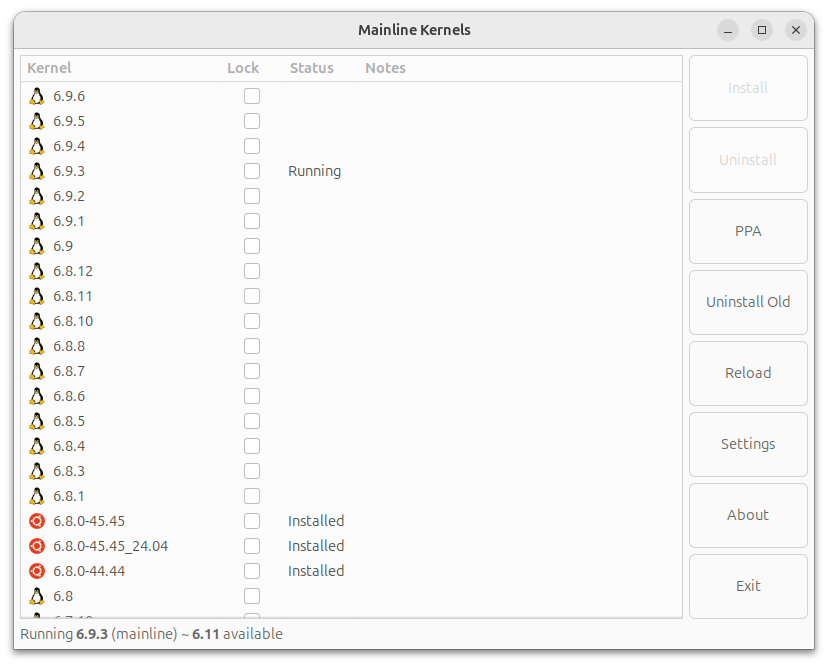 Mainline Kernels
Kernel Lock Status Notes
6.9.6
6.9.5
6.9.4
6.9.3 Running
6.9.2
6.9.1
6.9
6.8.12
6.8.11
6.8.10
6.8.8
6.8.7
6.8.6
6.8.5
6.8.4
6.8.3
6.8.1
6.8.0-45.45 Installed
6.8.0-45.45_24.04 Installed
6.8.0-44.44 Installed
6.8
Install
Uninstall
PPA
Uninstall Old
Reload
Settings
About
Exit
Running 6.9.3 (mainline) ~ 6.11 available